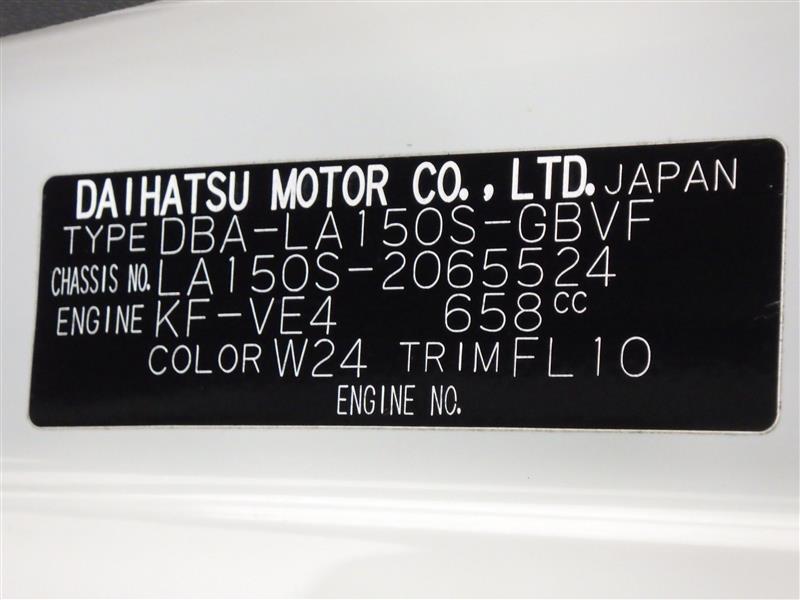 DAIHATSU MOTOR CO., LTD. JAPAN
TYPE DBA-LA150S-GBVF
CHASSIS NO. LA150S-2065524
ENGINE KF-VE4 658cc
COLOR W24 TRIM FL10
ENGINE NO.